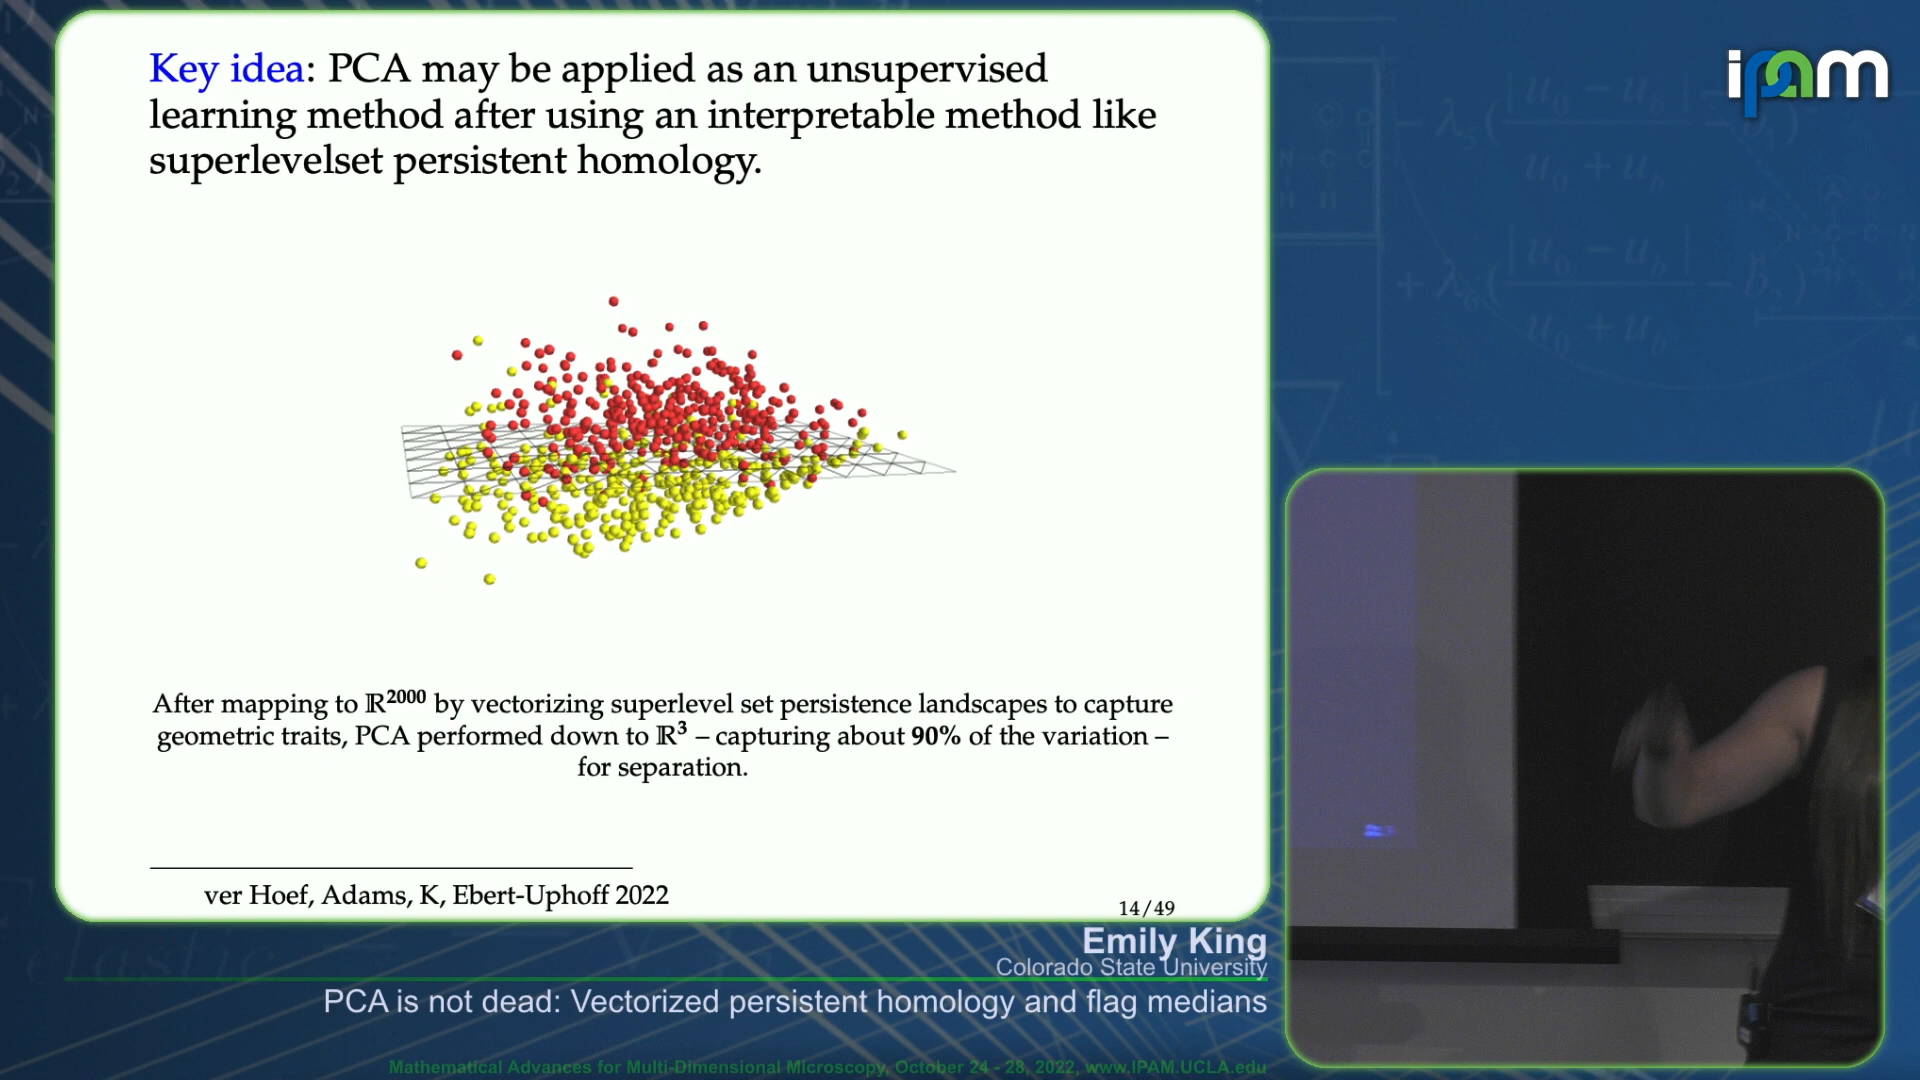 Key idea: PCA may be applied as an unsupervised
learning method after using an interpretable method like
superlevelset persistent homology.
After mapping to ℝ²⁰⁰⁰ by vectorizing superlevel set persistence landscapes to capture
geometric traits, PCA performed down to ℝ³ – capturing about 90% of the variation –
for separation.
ver Hoef, Adams, K, Ebert-Uphoff 2022
14/49
ipam
Emily King
Colorado State University
PCA is not dead: Vectorized persistent homology and flag medians
Mathematical Advances for Multi-Dimensional Microscopy, October 24 - 28, 2022, www.IPAM.UCLA.edu
elastic